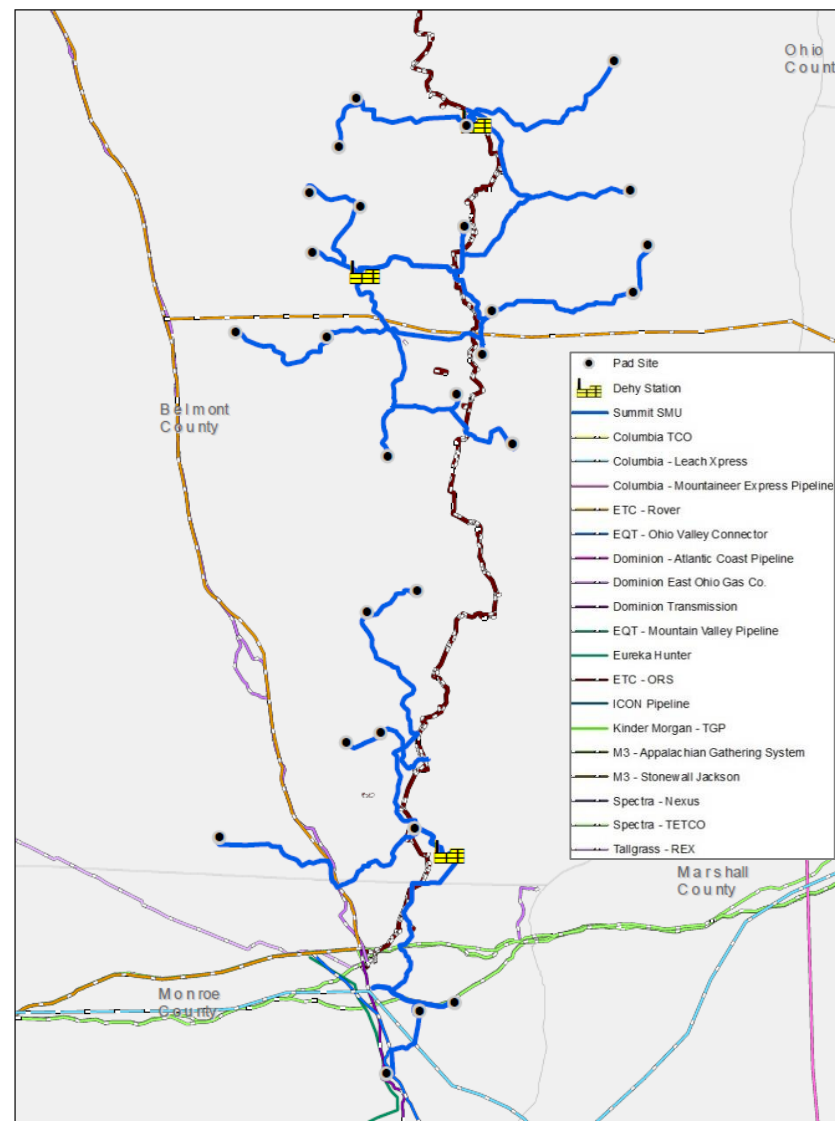 Ohio
County
Belmont
County
Pad Site
Dehy Station
Summit SMU
Columbia TCO
Columbia - Leach Xpress
Columbia - Mountaineer Express Pipeline
ETC - Rover
EQT - Ohio Valley Connector
Dominion - Atlantic Coast Pipeline
Dominion East Ohio Gas Co.
Dominion Transmission
EQT - Mountain Valley Pipeline
Eureka Hunter
ETC - ORS
ICON Pipeline
Kinder Morgan - TGP
M3 - Appalachian Gathering System
M3 - Stonewall Jackson
Spectra - Nexus
Spectra - TETCO
Tallgrass - REX
Marshall
County
Monroe
County